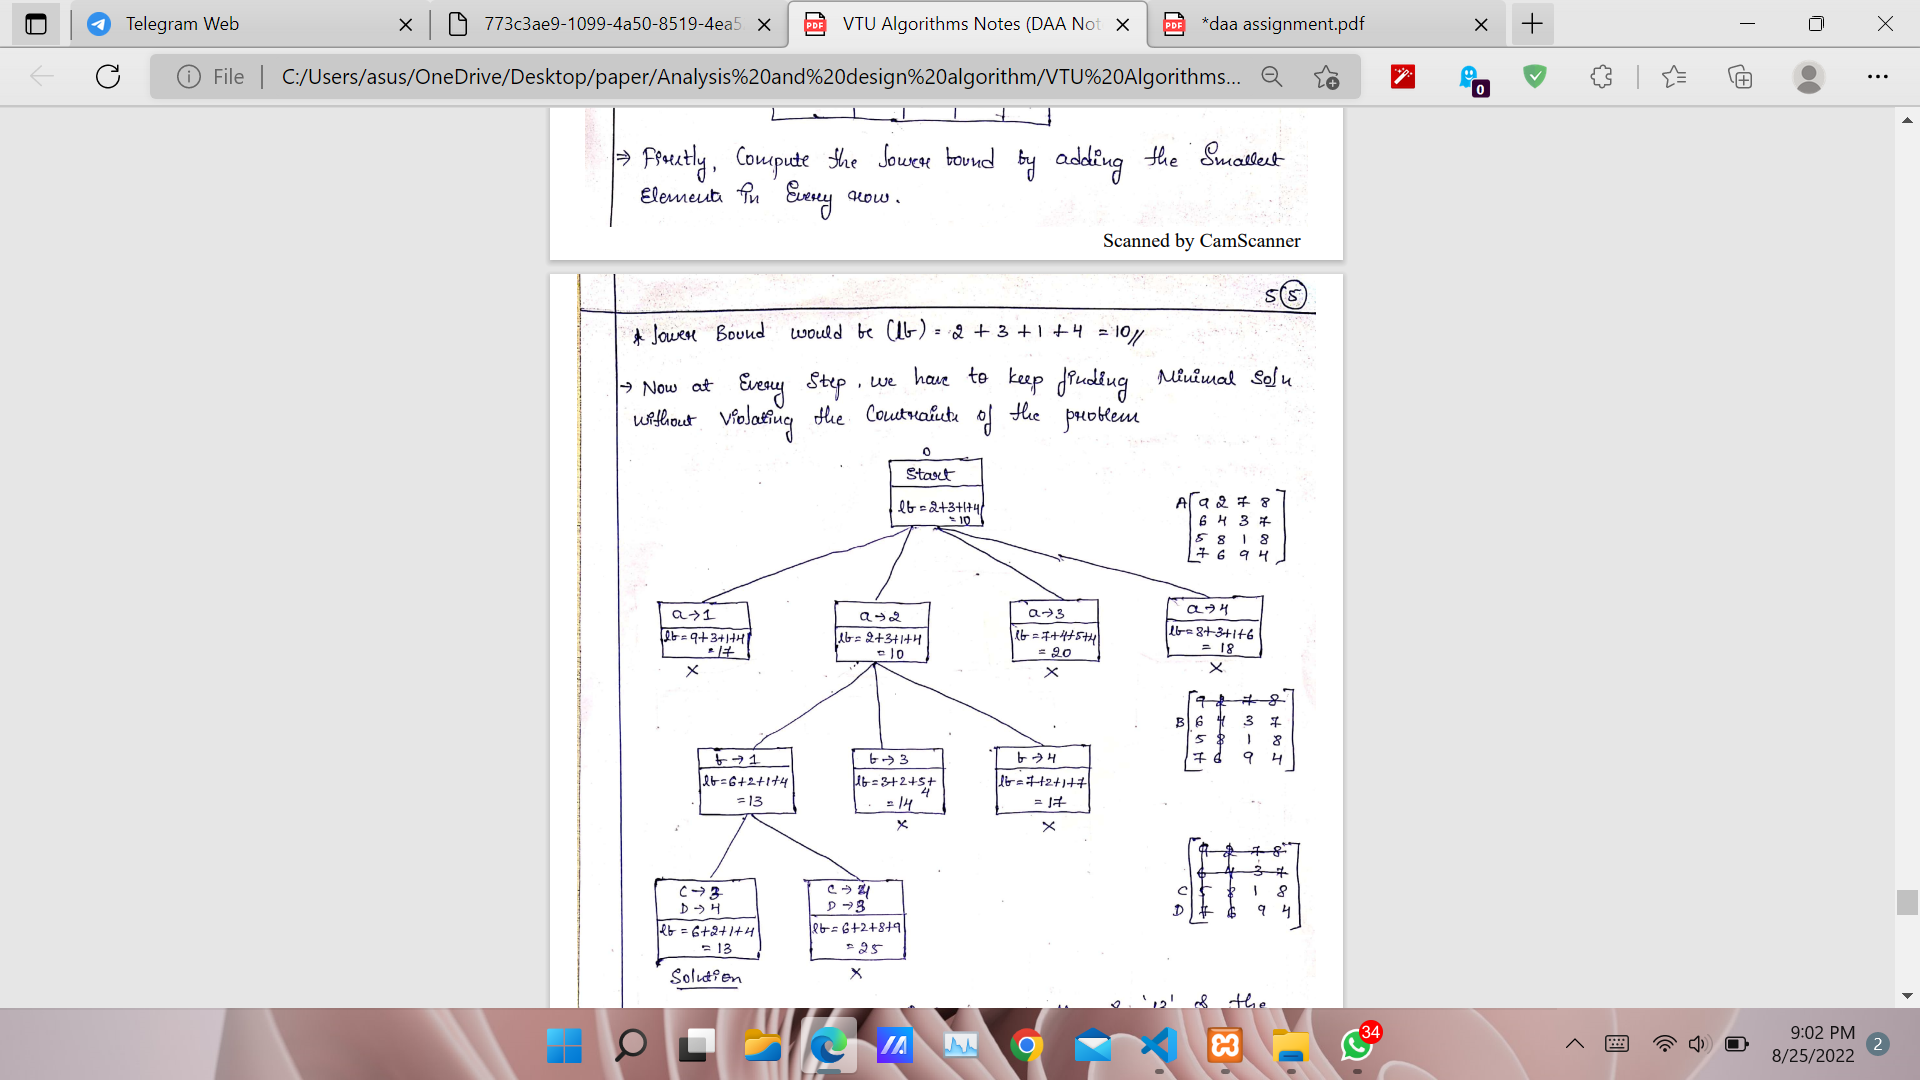 Telegram Web
773c3ae9-1099-4a50-8519-4ea5
VTU Algorithms Notes (DAA Not
*daa assignment.pdf
File
C:/Users/asus/OneDrive/Desktop/paper/Analysis%20and%20design%20algorithm/VTU%20Algorithms...
0
⇒ Firstly, Compute the lower bound by adding the Smallest
Elements in Every row.
Scanned by CamScanner
5 5
* lower Bound would be (lb) = 2 + 3 + 1 + 4 = 10//
→ Now at Every Step, we have to keep finding Minimal Soln
without Violating the Constraints of the problem
0
Start
lb = 2+3+1+4
= 10
A [9 2 7 8
6 4 3 7
5 8 1 8
7 6 9 4]
a→1
lb = 9+3+1+4
= 17
X
a→2
lb = 2+3+1+4
= 10
a→3
lb = 7+4+5+4
= 20
X
a→4
lb = 8+3+1+6
= 18
X
[9 2 7 8
B 6 4 3 7
5 8 1 8
7 6 9 4]
b→1
lb = 6+2+1+4
= 13
b→3
lb = 3+2+5+
4
= 14
X
b→4
lb = 7+2+1+7
= 17
X
[9 2 7 8
6 4 3 7
C 5 8 1 8
D 7 6 9 4]
C→3
D→4
lb = 6+2+1+4
= 13
Solution
C→4
D→3
lb = 6+2+8+9
= 25
X
'13' of the
34
9:02 PM
8/25/2022
2